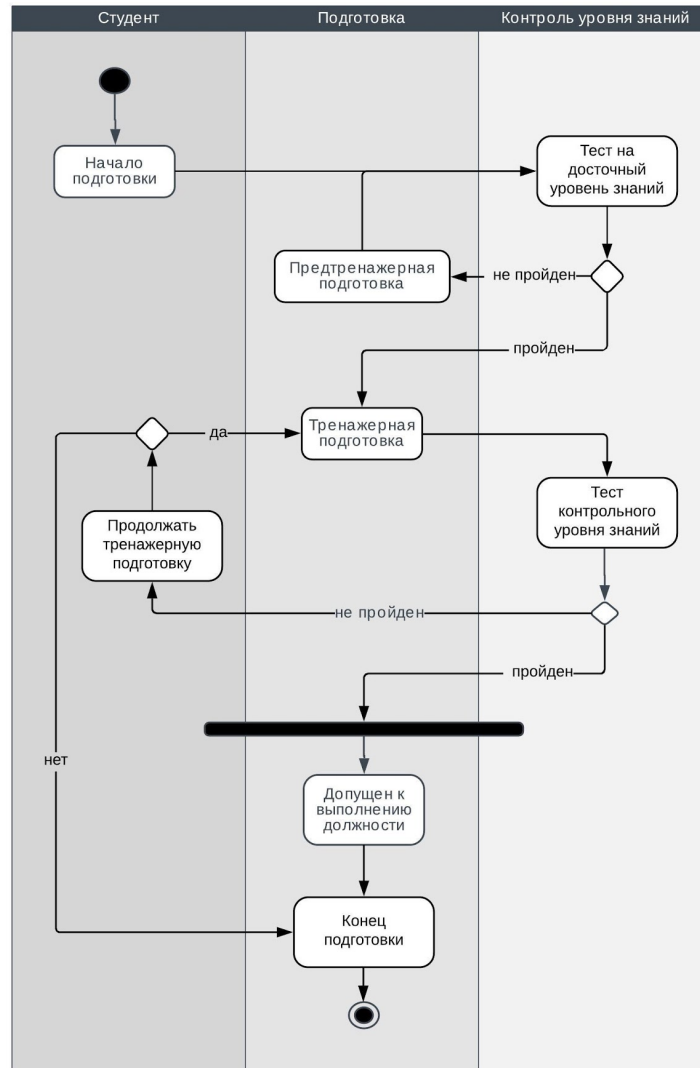 Студент
Подготовка
Контроль уровня знаний
Начало
подготовки
Тест на
досточный
уровень знаний
Предтренажерная
подготовка
не пройден
пройден
да
Тренажерная
подготовка
Продолжать
тренажерную
подготовку
Тест
контрольного
уровня знаний
не пройден
пройден
нет
Допущен к
выполнению
должности
Конец
подготовки